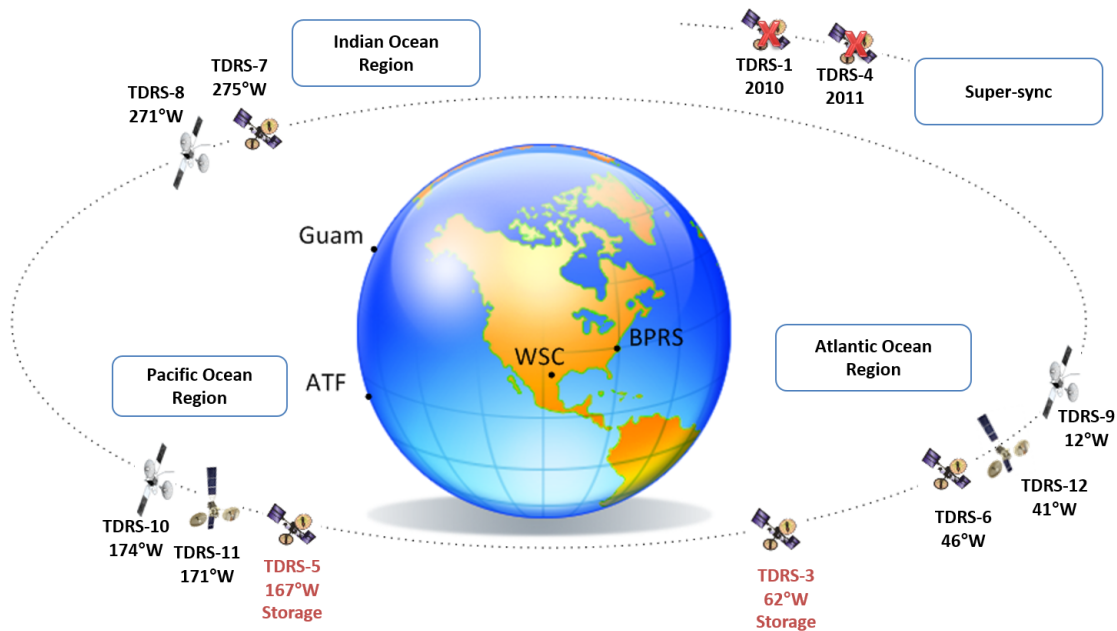 Indian Ocean
Region
TDRS-1
2010
TDRS-4
2011
Super-sync
TDRS-7
275°W
TDRS-8
271°W
Guam
ATF
WSC
BPRS
Atlantic Ocean
Region
Pacific Ocean
Region
TDRS-9
12°W
TDRS-12
41°W
TDRS-6
46°W
TDRS-10
174°W
TDRS-11
171°W
TDRS-5
167°W
Storage
TDRS-3
62°W
Storage